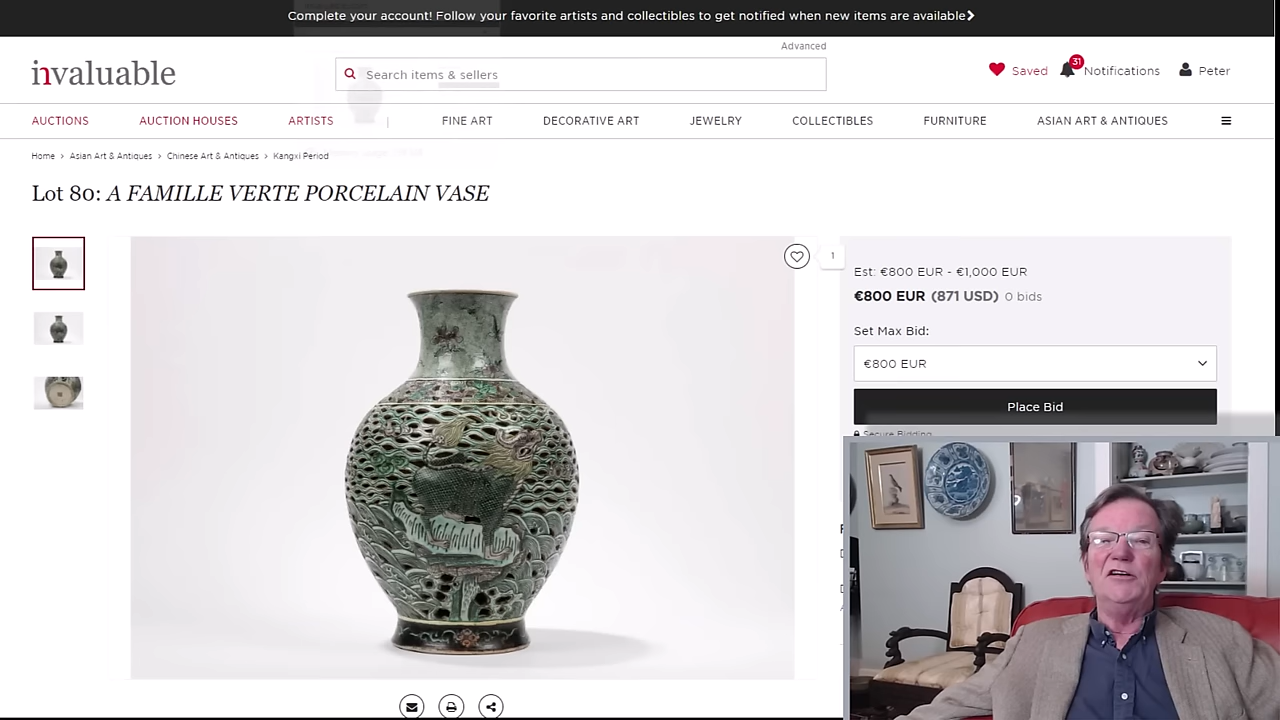 Complete your account! Follow your favorite artists and collectibles to get notified when new items are available
Advanced
invaluable
Search items & sellers
Saved
31
Notifications
Peter
AUCTIONS
AUCTION HOUSES
ARTISTS
FINE ART
DECORATIVE ART
JEWELRY
COLLECTIBLES
FURNITURE
ASIAN ART & ANTIQUES
Home > Asian Art & Antiques > Chinese Art & Antiques > Kangxi Period
Lot 80: A FAMILLE VERTE PORCELAIN VASE
1
Est: €800 EUR - €1,000 EUR
€800 EUR (871 USD) 0 bids
Set Max Bid:
€800 EUR
Place Bid
Secure Bidding